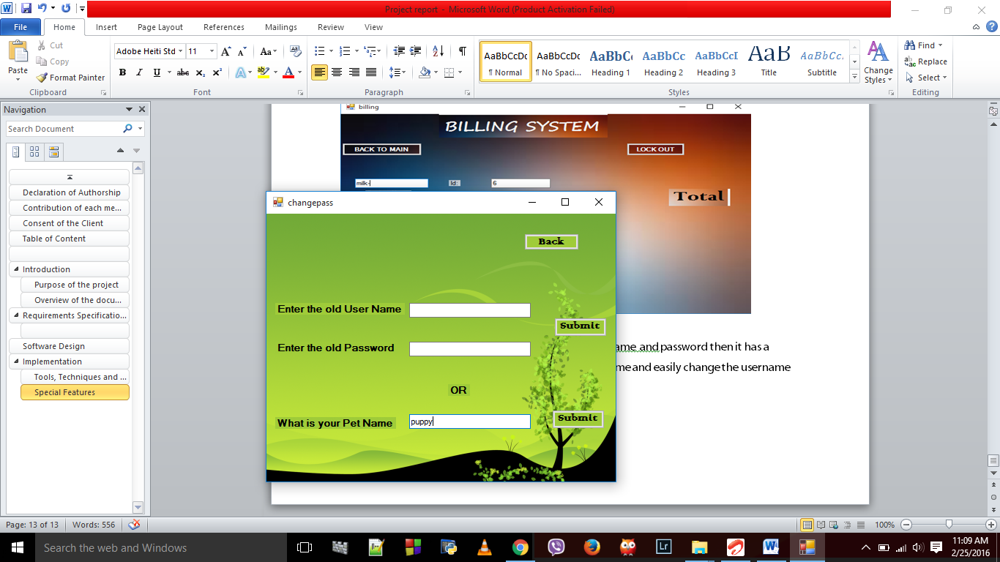 Project report - Microsoft Word (Product Activation Failed)
File Home Insert Page Layout References Mailings Review View
Paste
Cut
Copy
Format Painter
Clipboard
Adobe Heiti Std 11
Font
Paragraph
AaBbCcDc AaBbCcDc AaBbCc AaBbCc AaBbCcI AaB AaBbCcL
¶ Normal ¶ No Spaci... Heading 1 Heading 2 Heading 3 Title Subtitle
Change Styles
Styles
Find
Replace
Select
Editing
Navigation
Search Document
Declaration of Authorship
Contribution of each me...
Consent of the Client
Table of Content
Introduction
Purpose of the project
Overview of the docu...
Requirements Specificatio...
Software Design
Implementation
Tools, Techniques and ...
Special Features
billing
BILLING SYSTEM
BACK TO MAIN LOCK OUT
milk- Id: 6
Total
changepass
Back
Enter the old User Name
Submit
Enter the old Password
OR
What is your Pet Name puppy Submit
ame and password then it has a
me and easily change the username
Page: 13 of 13 Words: 556 100%
Search the web and Windows
11:09 AM
2/25/2016